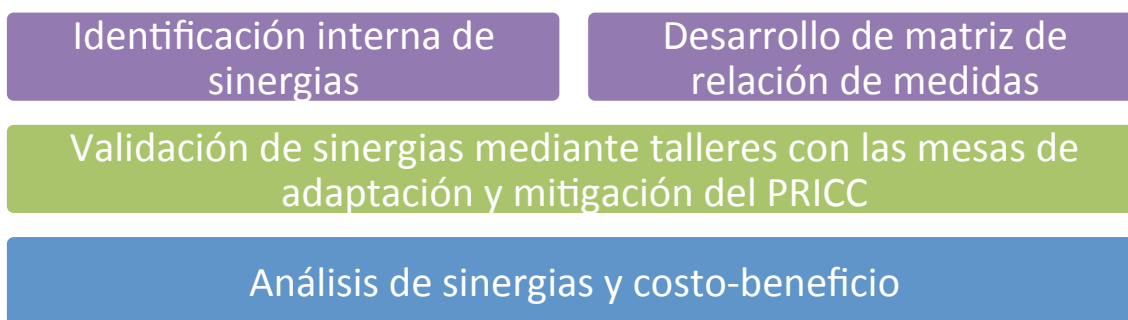 Identificación interna de
sinergias
Desarrollo de matriz de
relación de medidas
Validación de sinergias mediante talleres con las mesas de
adaptación y mitigación del PRICC
Análisis de sinergias y costo-beneficio